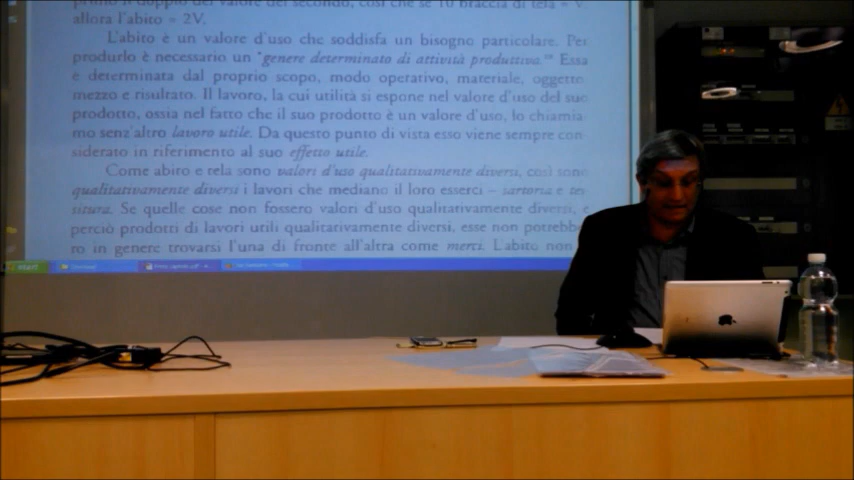 primo il doppio del valore del secondo, così che se 10 braccia di tela = V
allora l'abito = 2V.
L'abito è un valore d'uso che soddisfa un bisogno particolare. Per
produrlo è necessario un "genere determinato di attività produttiva."
Essa
è determinata dal proprio scopo, modo operativo, materiale, oggetto
mezzo e risultato. Il lavoro, la cui utilità si espone nel valore d'uso del suo
prodotto, ossia nel fatto che il suo prodotto è un valore d'uso, lo chiamia
mo senz'altro lavoro utile. Da questo punto di vista esso viene sempre con
siderato in riferimento al suo effetto utile.
Come abito e tela sono valori d'uso qualitativamente diversi, così sono
qualitativamente diversi i lavori che mediano il loro esserci – sartoria e tes
situra. Se quelle cose non fossero valori d'uso qualitativamente diversi, e
perciò prodotti di lavori utili qualitativamente diversi, esse non potrebbe
ro in genere trovarsi l'una di fronte all'altra come merci. L'abito non
start